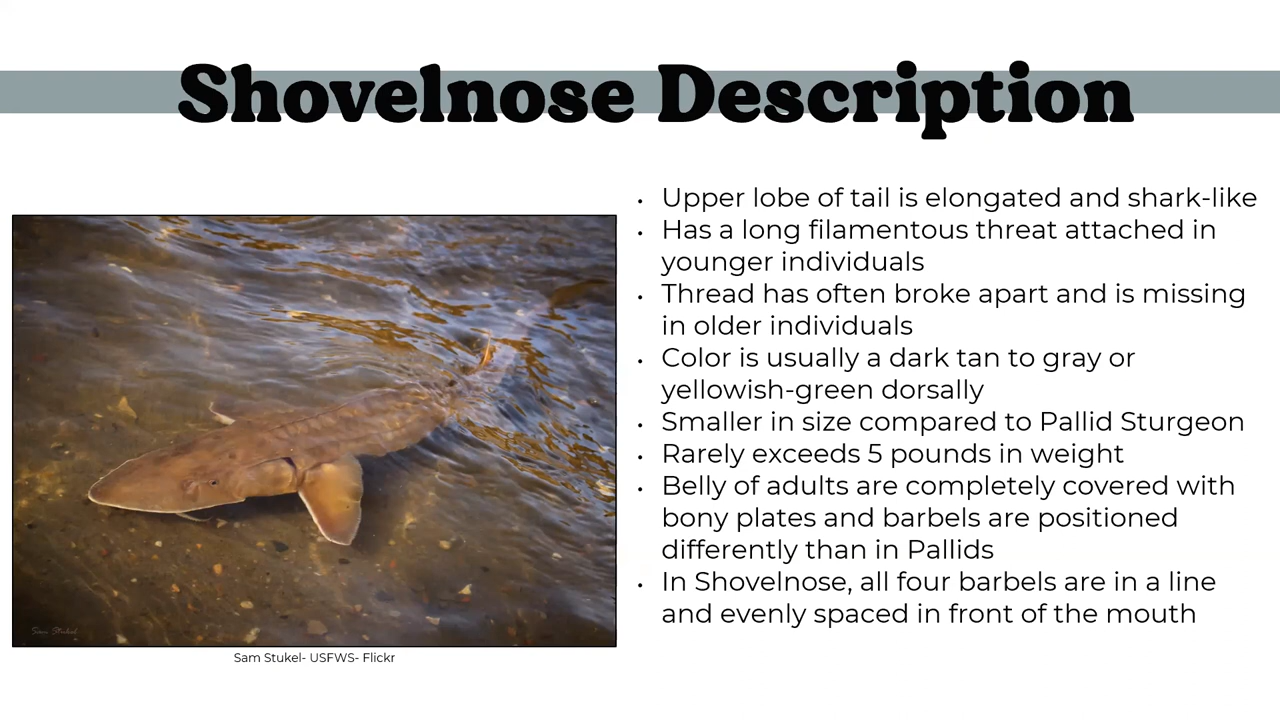 Shovelnose Description
• Upper lobe of tail is elongated and shark-like
• Has a long filamentous threat attached in
younger individuals
• Thread has often broke apart and is missing
in older individuals
• Color is usually a dark tan to gray or
yellowish-green dorsally
• Smaller in size compared to Pallid Sturgeon
• Rarely exceeds 5 pounds in weight
• Belly of adults are completely covered with
bony plates and barbels are positioned
differently than in Pallids
• In Shovelnose, all four barbels are in a line
and evenly spaced in front of the mouth
Sam Stukel
Sam Stukel- USFWS- Flickr